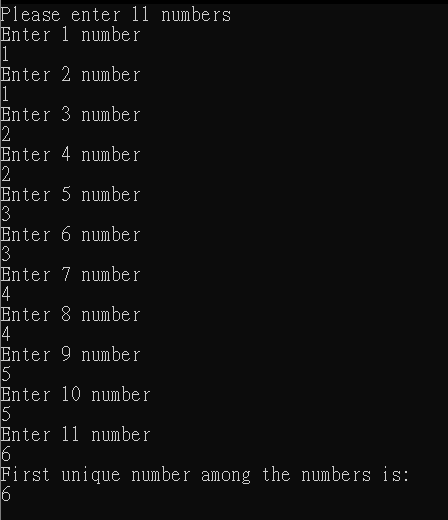 Please enter 11 numbers
Enter 1 number
1
Enter 2 number
1
Enter 3 number
2
Enter 4 number
2
Enter 5 number
3
Enter 6 number
3
Enter 7 number
4
Enter 8 number
4
Enter 9 number
5
Enter 10 number
5
Enter 11 number
6
First unique number among the numbers is:
6